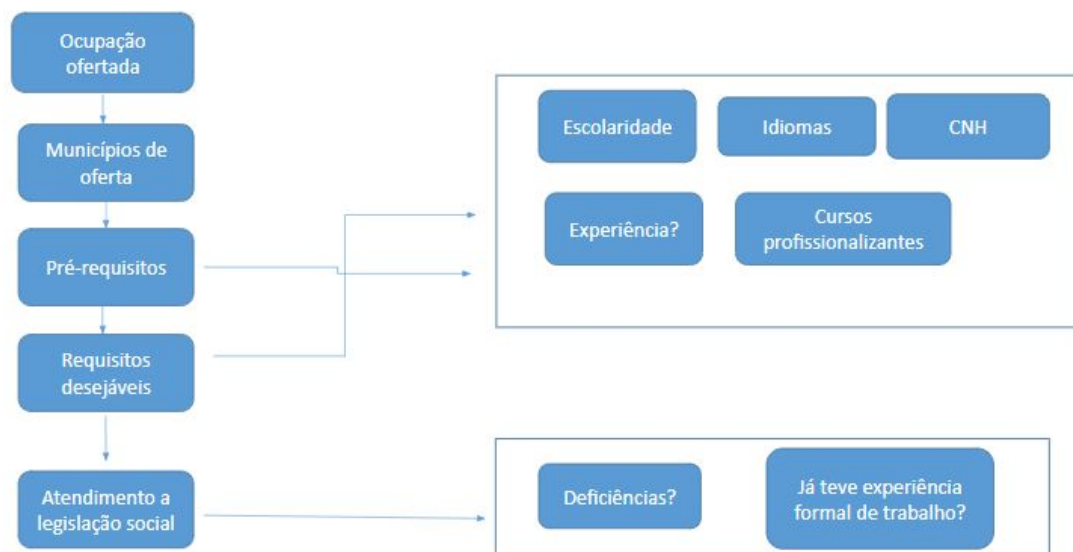 Ocupação
ofertada
Municípios de
oferta
Pré-requisitos
Requisitos
desejáveis
Atendimento a
legislação social
Escolaridade
Idiomas
CNH
Experiência?
Cursos
profissionalizantes
Deficiências?
Já teve experiência
formal de trabalho?